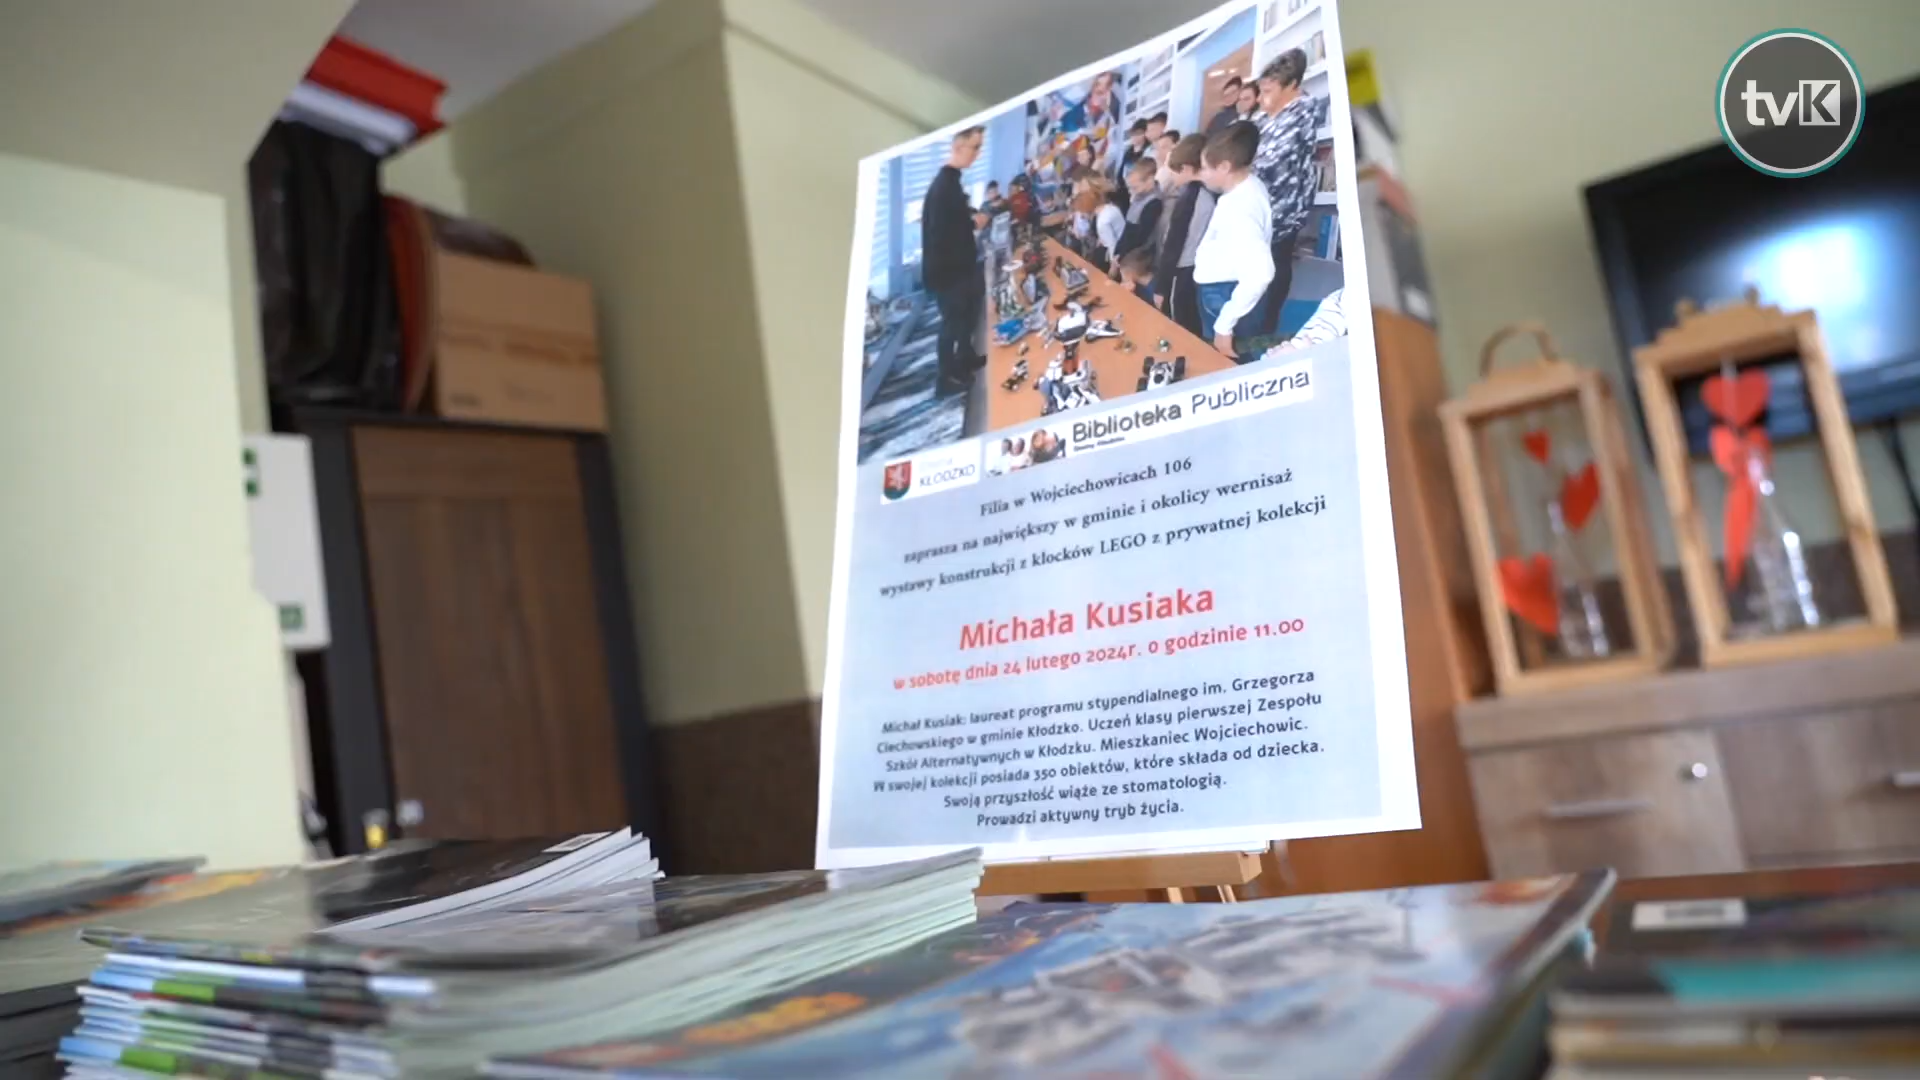 tvK
Biblioteka Publiczna
KŁODZKO
Filia w Wojciechowicach 106
zaprasza na największy w gminie i okolicy wernisaż
wystawy konstrukcji z klocków LEGO z prywatnej kolekcji
Michała Kusiaka
w sobotę dnia 24 lutego 2024r. o godzinie 11.00
Michał Kusiak: laureat programu stypendialnego im. Grzegorza
Ciechowskiego w gminie Kłodzko. Uczeń klasy pierwszej Zespołu
Szkół Alternatywnych w Kłodzku. Mieszkaniec Wojciechowic.
W swojej kolekcji posiada 350 obiektów, które składa od dziecka.
Swoją przyszłość wiąże ze stomatologią.
Prowadzi aktywny tryb życia.